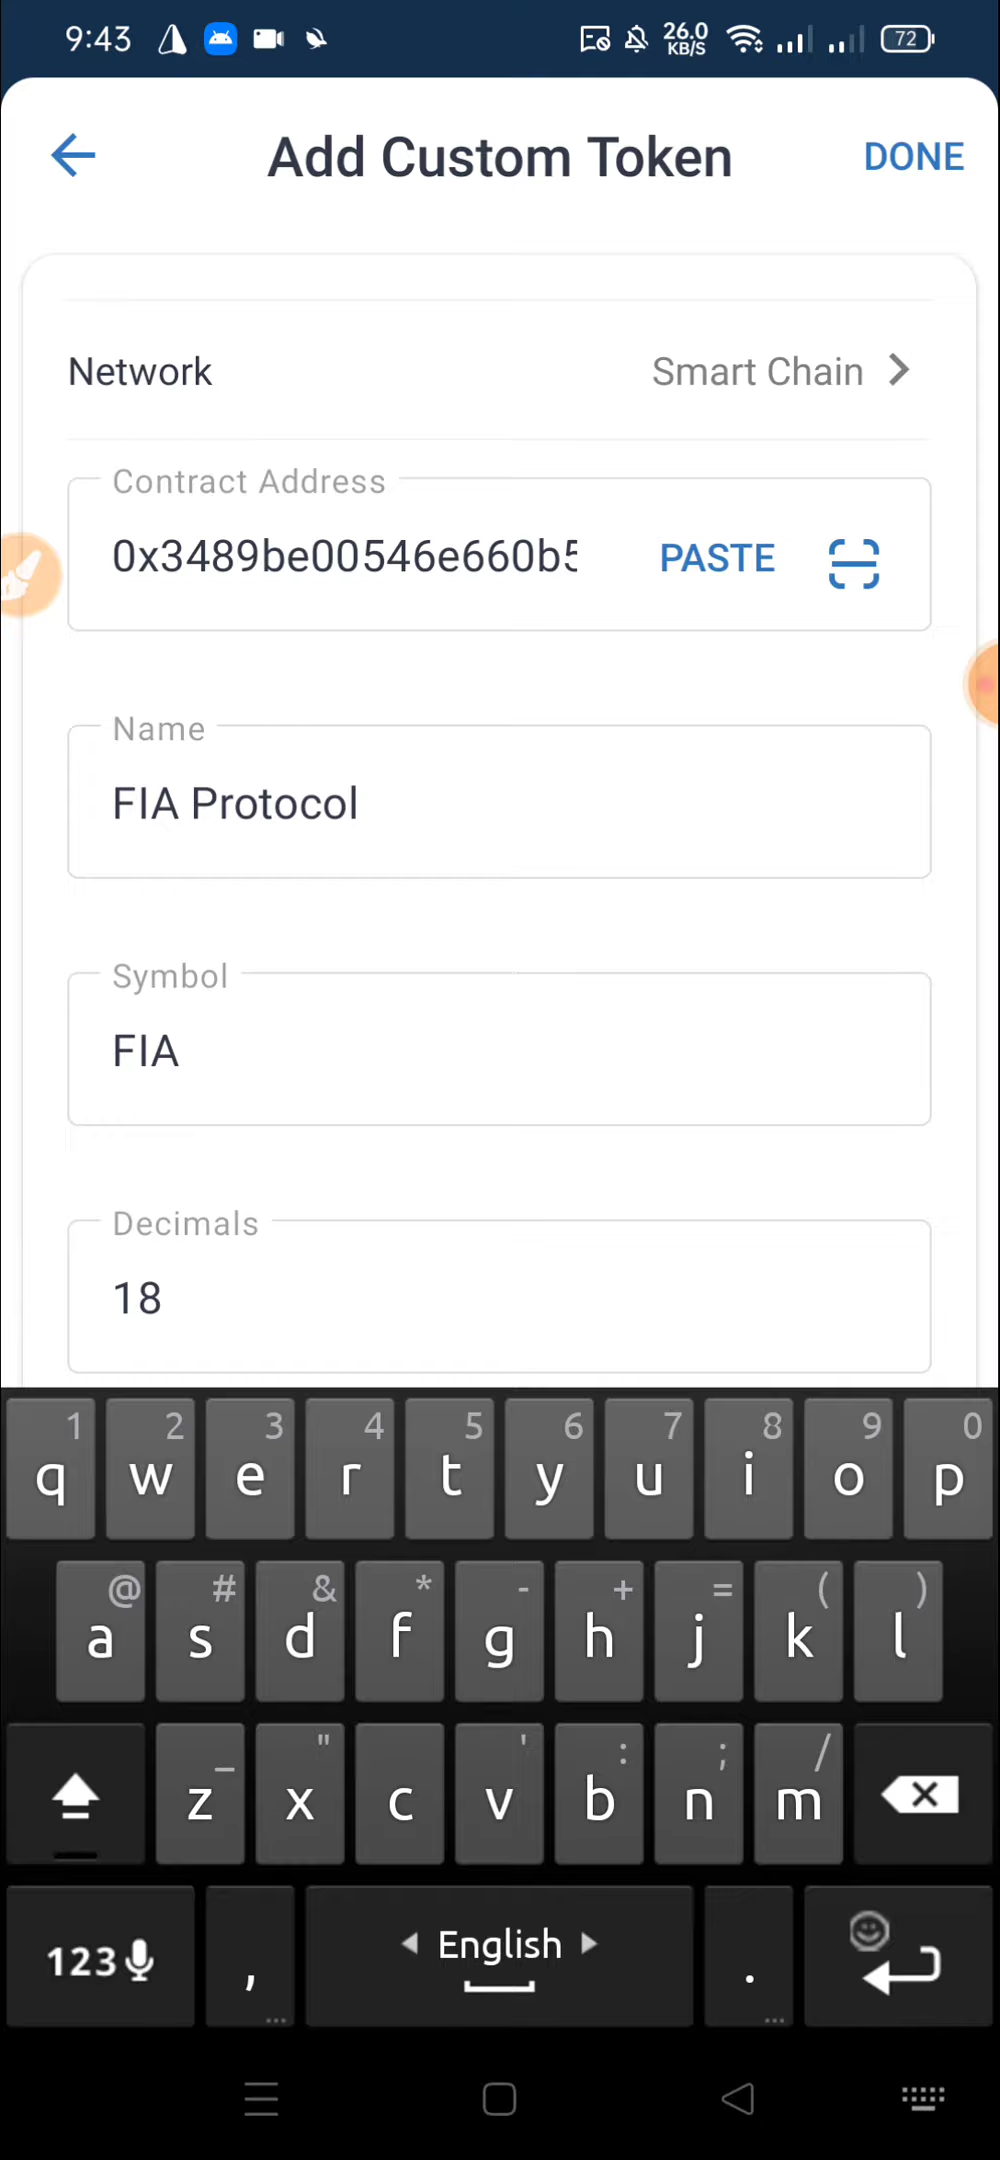 9:43
26.0
KB/S
72
Add Custom Token
DONE
Network
Smart Chain
Contract Address
0x3489be00546e660b5
PASTE
Name
FIA Protocol
Symbol
FIA
Decimals
18
1 2 3 4 5 6 7 8 9 0
q w e r t y u i o p
@ # & * - + = ( )
a s d f g h j k l
_ " ' : ; /
z x c v b n m
123 , English .
... ...